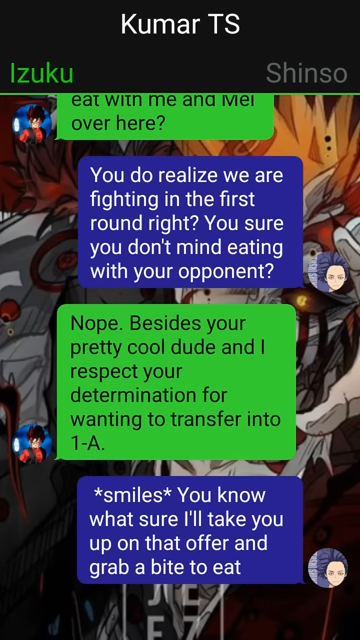 Kumar TS
Izuku
Shinso
eat with me and Mei
over here?
You do realize we are
fighting in the first
round right? You sure
you don't mind eating
with your opponent?
Nope. Besides your
pretty cool dude and I
respect your
determination for
wanting to transfer into
1-A.
*smiles* You know
what sure I'll take you
up on that offer and
grab a bite to eat